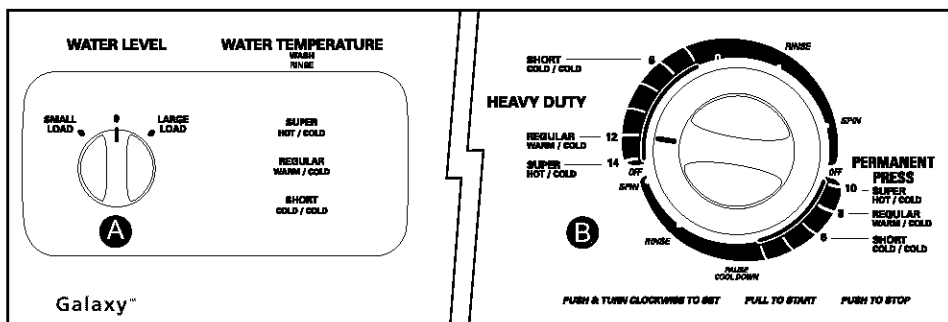 WATER LEVEL
WATER TEMPERATURE
WASH
RINSE
SMALL
LOAD
LARGE
LOAD
SUPER
HOT / COLD
REGULAR
WARM / COLD
SHORT
COLD / COLD
A
Galaxy™
SHORT
COLD / COLD
6
RINSE
HEAVY DUTY
REGULAR
WARM / COLD
12
SPIN
SUPER
HOT / COLD
14
OFF
SPIN
OFF
PERMANENT
PRESS
10
SUPER
HOT / COLD
REGULAR
WARM / COLD
6
SHORT
COLD / COLD
B
RINSE
PAUSE
COOL DOWN
PUSH & TURN CLOCKWISE TO SET PULL TO START PUSH TO STOP